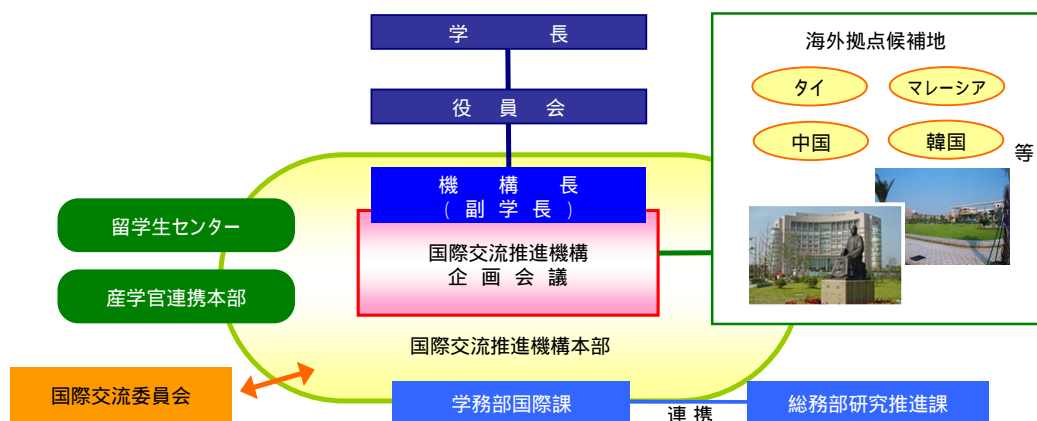 学長
役員会
機構長
(副学長)
国際交流推進機構
企画会議
国際交流推進機構本部
留学生センター
産学官連携本部
国際交流委員会
学務部国際課
連携
総務部研究推進課
海外拠点候補地
タイ
マレーシア
中国
韓国
等